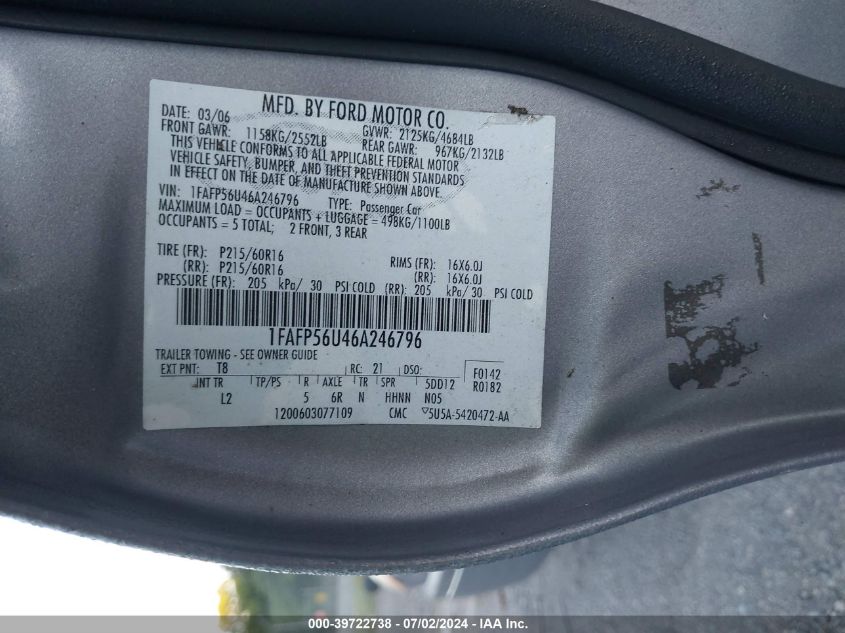 MFD. BY FORD MOTOR CO.
DATE: 03/06 GVWR: 2125KG/4684LB
FRONT GAWR: 1158KG/2552LB REAR GAWR: 967KG/2132LB
THIS VEHICLE CONFORMS TO ALL APPLICABLE FEDERAL MOTOR
VEHICLE SAFETY, BUMPER, AND THEFT PREVENTION STANDARDS
IN EFFECT ON THE DATE OF MANUFACTURE SHOWN ABOVE.
VIN: 1FAFP56U46A246796 TYPE: Passenger Car
MAXIMUM LOAD = OCCUPANTS + LUGGAGE = 498KG/1100LB
OCCUPANTS = 5 TOTAL; 2 FRONT, 3 REAR
TIRE (FR): P215/60R16 RIMS (FR): 16X6.0J
(RR): P215/60R16 (RR): 16X6.0J
PRESSURE (FR): 205 kPa/ 30 PSI COLD (RR): 205 kPa/ 30 PSI COLD
1FAFP56U46A246796
TRAILER TOWING - SEE OWNER GUIDE
EXT PNT: T8 RC: 21 DSO: F0142
INT TR TP/PS R AXLE TR SPR 5DD12 R0182
L2 5 6R N HHNN N05
1200603077109 CMC ▽5U5A-5420472-AA
000-39722738 - 07/02/2024 - IAA Inc.